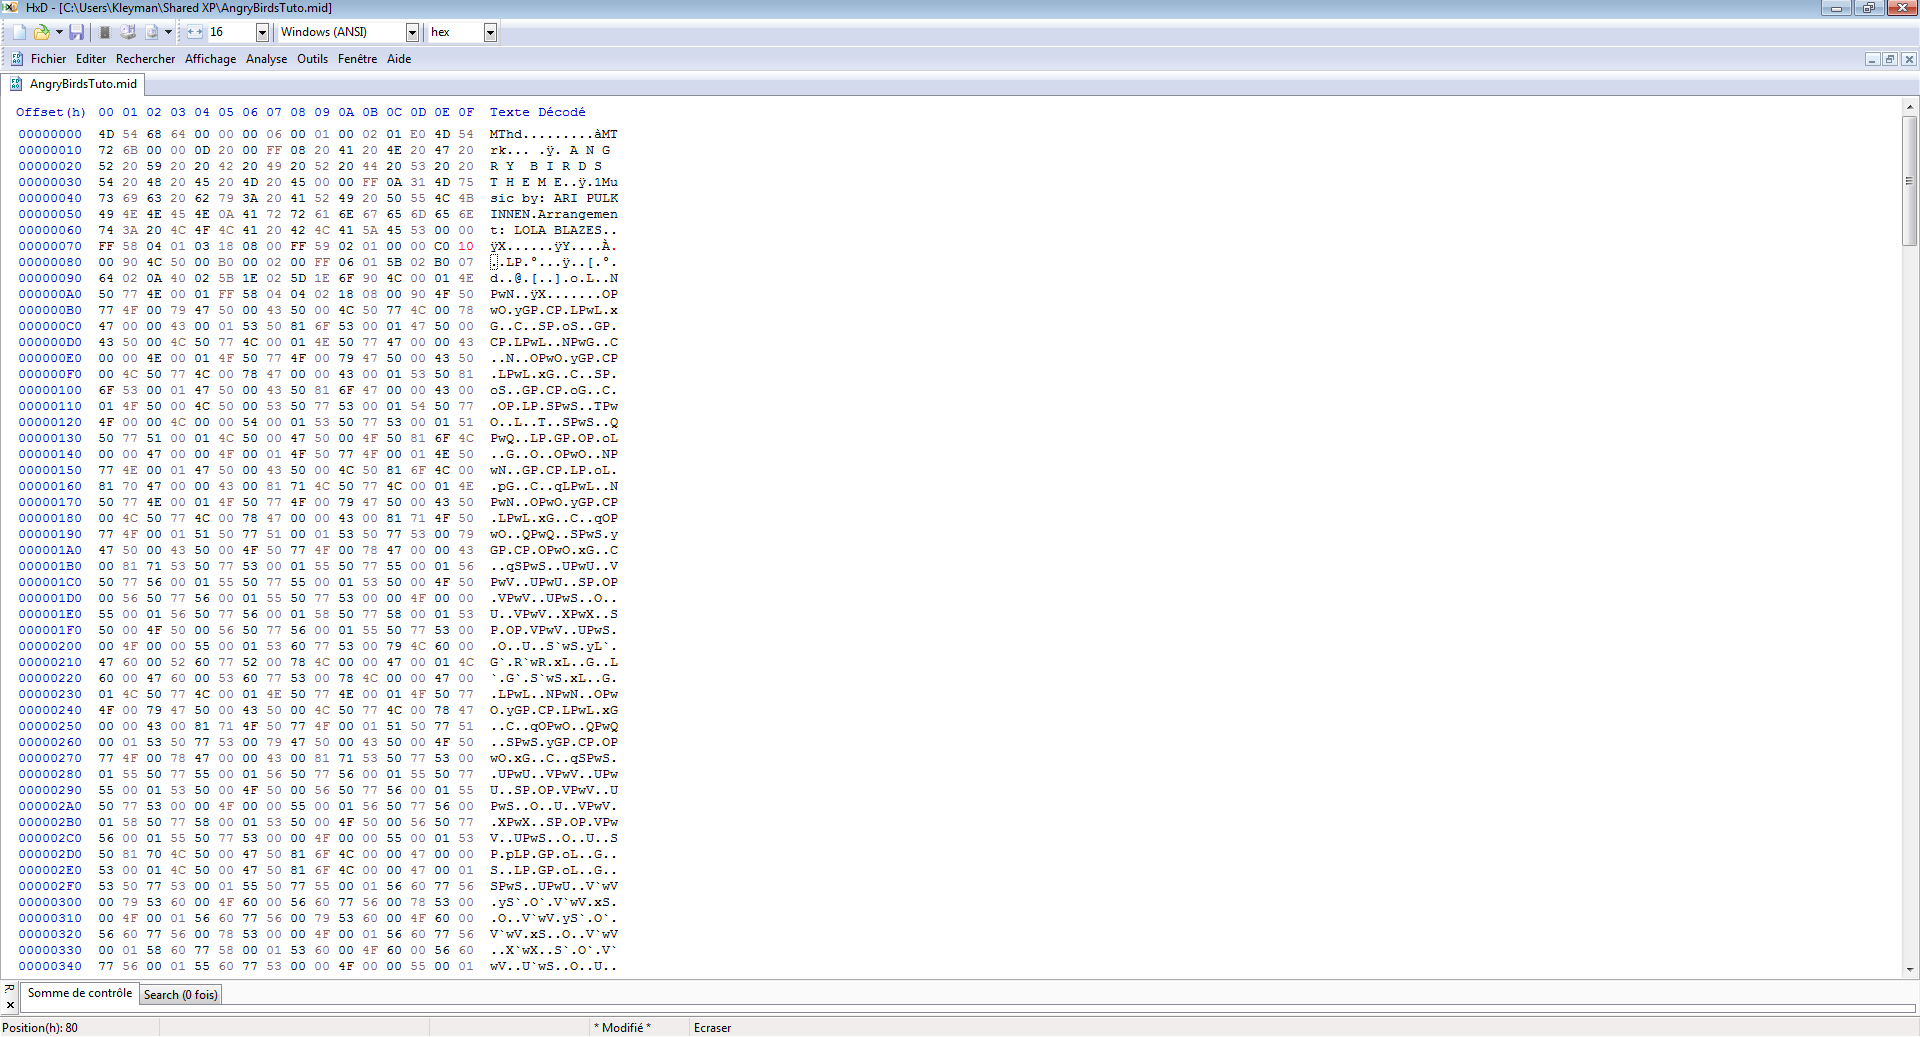 HxD - [C:\Users\Kleyman\Shared XP\AngryBirdsTuto.mid]
16 Windows (ANSI) hex
Fichier Editer Rechercher Affichage Analyse Outils Fenêtre Aide
AngryBirdsTuto.mid
Offset(h) 00 01 02 03 04 05 06 07 08 09 0A 0B 0C 0D 0E 0F Texte Décodé
00000000 4D 54 68 64 00 00 00 06 00 01 00 02 01 E0 4D 54 MThd.........àMT
00000010 72 6B 00 00 0D 20 00 FF 08 20 41 20 4E 20 47 20 rk... .ÿ. A N G
00000020 52 20 59 20 20 42 20 49 20 52 20 44 20 53 20 20 R Y  B I R D S
00000030 54 20 48 20 45 20 4D 20 45 00 00 FF 0A 31 4D 75 T H E M E..ÿ.1Mu
00000040 73 69 63 20 62 79 3A 20 41 52 49 20 50 55 4C 4B sic by: ARI PULK
00000050 49 4E 4E 45 4E 0A 41 72 72 61 6E 67 65 6D 65 6E INNEN.Arrangemen
00000060 74 3A 20 4C 4F 4C 41 20 42 4C 41 5A 45 53 00 00 t: LOLA BLAZES..
00000070 FF 58 04 01 03 18 08 00 FF 59 02 01 00 00 C0 10 ÿX......ÿY....À.
00000080 00 90 4C 50 00 B0 00 02 00 FF 06 01 5B 02 B0 07 ..LP.°...ÿ..[.°.
00000090 64 02 0A 40 02 5B 1E 02 5D 1E 6F 90 4C 00 01 4E d..@.[..].o.L..N
000000A0 50 77 4E 00 01 FF 58 04 04 02 18 08 00 90 4F 50 PwN..ÿX.......OP
000000B0 77 4F 00 79 47 50 00 43 50 00 4C 50 77 4C 00 78 wO.yGP.CP.LPwL.x
000000C0 47 00 00 43 00 01 53 50 81 6F 53 00 01 47 50 00 G..C..SP.oS..GP.
000000D0 43 50 00 4C 50 77 4C 00 01 4E 50 77 47 00 00 43 CP.LPwL..NPwG..C
000000E0 00 00 4E 00 01 4F 50 77 4F 00 79 47 50 00 43 50 ..N..OPwO.yGP.CP
000000F0 00 4C 50 77 4C 00 78 47 00 00 43 00 01 53 50 81 .LPwL.xG..C..SP.
00000100 6F 53 00 01 47 50 00 43 50 81 6F 47 00 00 43 00 oS..GP.CP.oG..C.
00000110 01 4F 50 00 4C 50 00 53 50 77 53 00 01 54 50 77 .OP.LP.SPwS..TPw
00000120 4F 00 00 4C 00 00 54 00 01 53 50 77 53 00 01 51 O..L..T..SPwS..Q
00000130 50 77 51 00 01 4C 50 00 47 50 00 4F 50 81 6F 4C PwQ..LP.GP.OP.oL
00000140 00 00 47 00 00 4F 00 01 4F 50 77 4F 00 01 4E 50 ..G..O..OPwO..NP
00000150 77 4E 00 01 47 50 00 43 50 00 4C 50 81 6F 4C 00 wN..GP.CP.LP.oL.
00000160 81 70 47 00 00 43 00 81 71 4C 50 77 4C 00 01 4E .pG..C..qLPwL..N
00000170 50 77 4E 00 01 4F 50 77 4F 00 79 47 50 00 43 50 PwN..OPwO.yGP.CP
00000180 00 4C 50 77 4C 00 78 47 00 00 43 00 81 71 4F 50 .LPwL.xG..C..qOP
00000190 77 4F 00 01 51 50 77 51 00 01 53 50 77 53 00 79 wO..QPwQ..SPwS.y
000001A0 47 50 00 43 50 00 4F 50 77 4F 00 78 47 00 00 43 GP.CP.OPwO.xG..C
000001B0 00 81 71 53 50 77 53 00 01 55 50 77 55 00 01 56 ..qSPwS..UPwU..V
000001C0 50 77 56 00 01 55 50 77 55 00 01 53 50 00 4F 50 PwV..UPwU..SP.OP
000001D0 00 56 50 77 56 00 01 55 50 77 53 00 00 4F 00 00 .VPwV..UPwS..O..
000001E0 55 00 01 56 50 77 56 00 01 58 50 77 58 00 01 53 U..VPwV..XPwX..S
000001F0 50 00 4F 50 00 56 50 77 56 00 01 55 50 77 53 00 P.OP.VPwV..UPwS.
00000200 00 4F 00 00 55 00 01 53 60 77 53 00 79 4C 60 00 .O..U..S`wS.yL`.
00000210 47 60 00 52 60 77 52 00 78 4C 00 00 47 00 01 4C G`.R`wR.xL..G..L
00000220 60 00 47 60 00 53 60 77 53 00 78 4C 00 00 47 00 `.G`.S`wS.xL..G.
00000230 01 4C 50 77 4C 00 01 4E 50 77 4E 00 01 4F 50 77 .LPwL..NPwN..OPw
00000240 4F 00 79 47 50 00 43 50 00 4C 50 77 4C 00 78 47 O.yGP.CP.LPwL.xG
00000250 00 00 43 00 81 71 4F 50 77 4F 00 01 51 50 77 51 ..C..qOPwO..QPwQ
00000260 00 01 53 50 77 53 00 79 47 50 00 43 50 00 4F 50 ..SPwS.yGP.CP.OP
00000270 77 4F 00 78 47 00 00 43 00 81 71 53 50 77 53 00 wO.xG..C..qSPwS.
00000280 01 55 50 77 55 00 01 56 50 77 56 00 01 55 50 77 .UPwU..VPwV..UPw
00000290 55 00 01 53 50 00 4F 50 00 56 50 77 56 00 01 55 U..SP.OP.VPwV..U
000002A0 50 77 53 00 00 4F 00 00 55 00 01 56 50 77 56 00 PwS..O..U..VPwV.
000002B0 01 58 50 77 58 00 01 53 50 00 4F 50 00 56 50 77 .XPwX..SP.OP.VPw
000002C0 56 00 01 55 50 77 53 00 00 4F 00 00 55 00 01 53 V..UPwS..O..U..S
000002D0 50 81 70 4C 50 00 47 50 81 6F 4C 00 00 47 00 00 P.pLP.GP.oL..G..
000002E0 53 00 01 4C 50 00 47 50 81 6F 4C 00 00 47 00 01 S..LP.GP.oL..G..
000002F0 53 50 77 53 00 01 55 50 77 55 00 01 56 60 77 56 SPwS..UPwU..V`wV
00000300 00 79 53 60 00 4F 60 00 56 60 77 56 00 78 53 00 .yS`.O`.V`wV.xS.
00000310 00 4F 00 01 56 60 77 56 00 79 53 60 00 4F 60 00 .O..V`wV.yS`.O`.
00000320 56 60 77 56 00 78 53 00 00 4F 00 01 56 60 77 56 V`wV.xS..O..V`wV
00000330 00 01 58 60 77 58 00 01 53 60 00 4F 60 00 56 60 ..X`wX..S`.O`.V`
00000340 77 56 00 01 55 60 77 53 00 00 4F 00 00 55 00 01 wV..U`wS..O..U..
Somme de contrôle Search (0 fois)
Position(h): 80 * Modifié * Ecraser